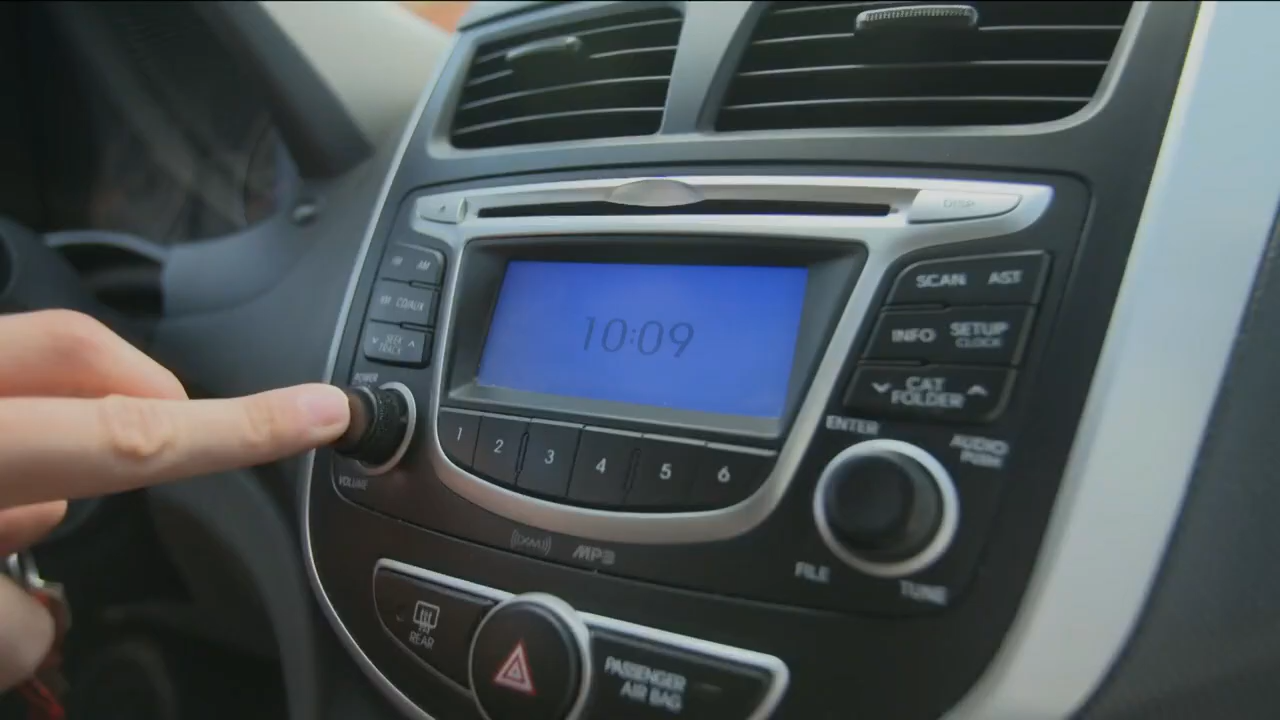 DISP
AM
CD/AUX
SEEK
TRACK
POWER
VOLUME
10:09
1 2 3 4 5 6
SCAN AST
INFO SETUP
CLOCK
CAT
FOLDER
ENTER
AUDIO
FILE
TUNE
((XM)) MP3
REAR
PASSENGER
AIR BAG